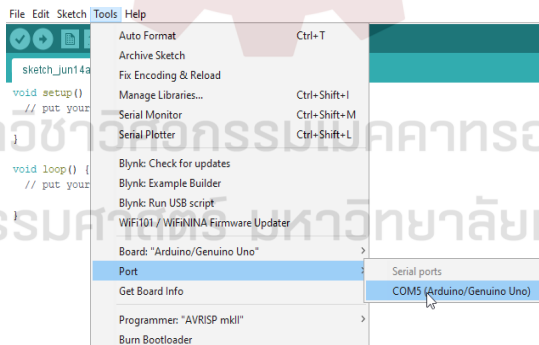 File Edit Sketch Tools Help
sketch_jun14a
void setup()
// put your
}
void loop() {
// put your
}
Auto Format Ctrl+T
Archive Sketch
Fix Encoding & Reload
Manage Libraries... Ctrl+Shift+I
Serial Monitor Ctrl+Shift+M
Serial Plotter Ctrl+Shift+L
Blynk: Check for updates
Blynk: Example Builder
Blynk: Run USB script
WiFi101 / WiFiNINA Firmware Updater
Board: "Arduino/Genuino Uno"
Port
Get Board Info
Programmer: "AVRISP mkII"
Burn Bootloader
Serial ports
COM5 (Arduino/Genuino Uno)